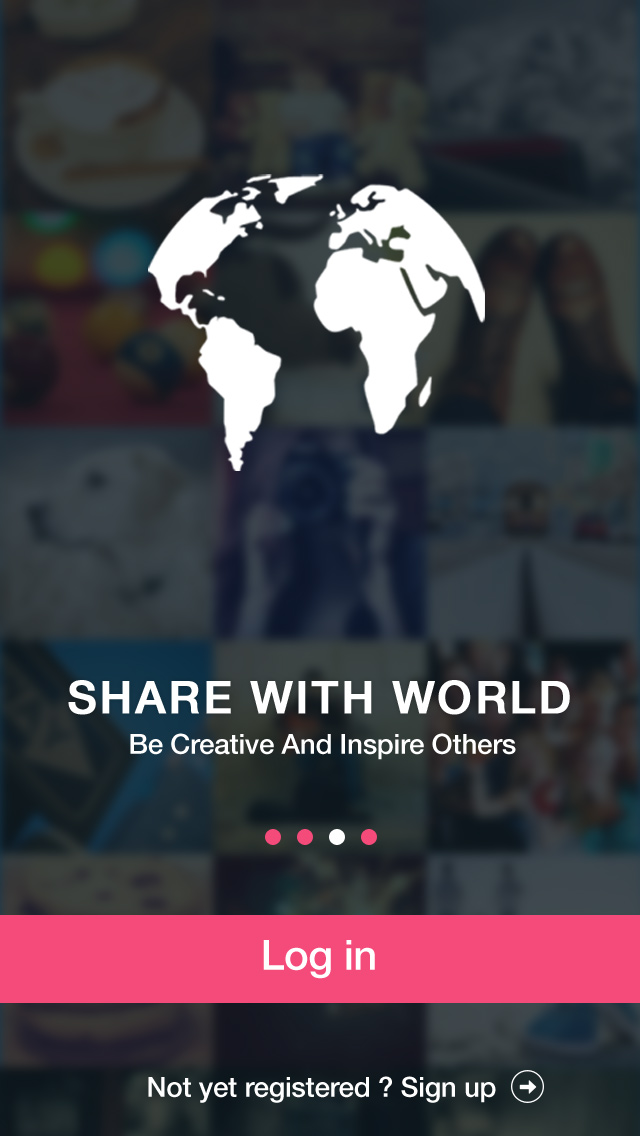 SHARE WITH WORLD
Be Creative And Inspire Others
Log in
Not yet registered ? Sign up